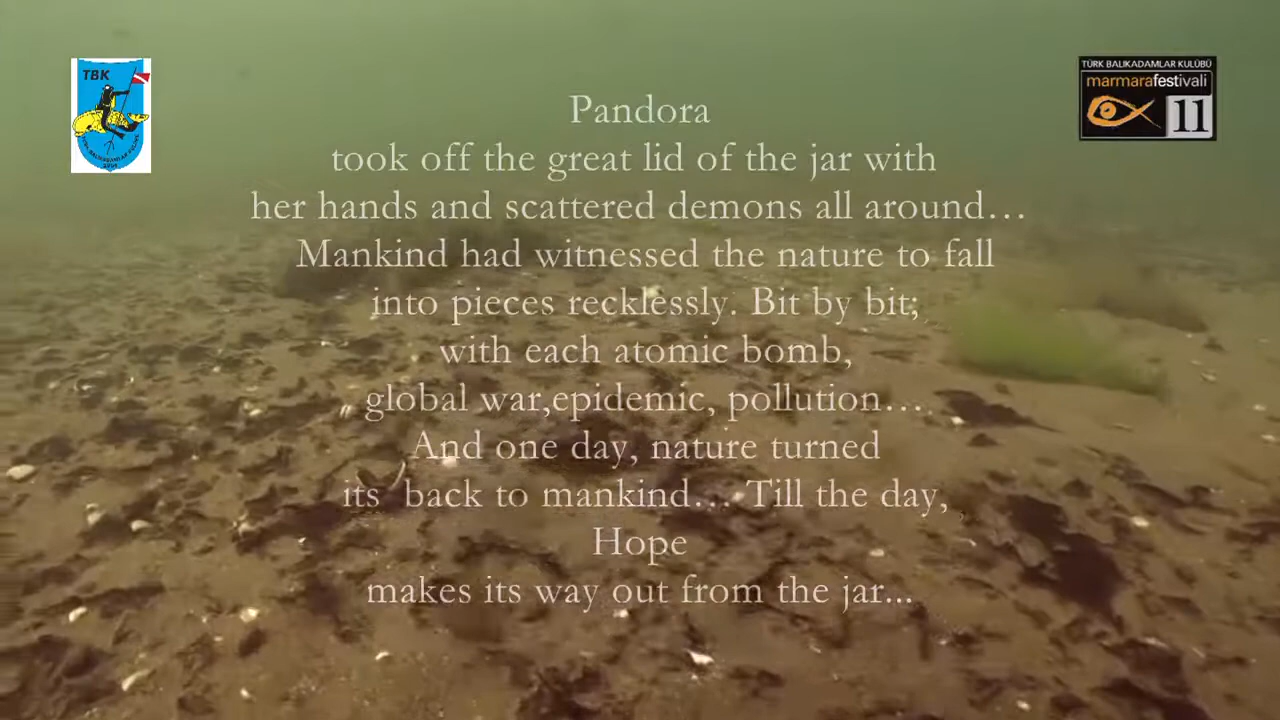 TBK
TÜRK BALIKADAMLAR KULÜBÜ
marmarafestivali
11
Pandora
took off the great lid of the jar with
her hands and scattered demons all around…
Mankind had witnessed the nature to fall
into pieces recklessly. Bit by bit;
with each atomic bomb,
global war,epidemic, pollution….
And one day, nature turned
its  back to mankind… Till the day,
Hope
makes its way out from the jar...